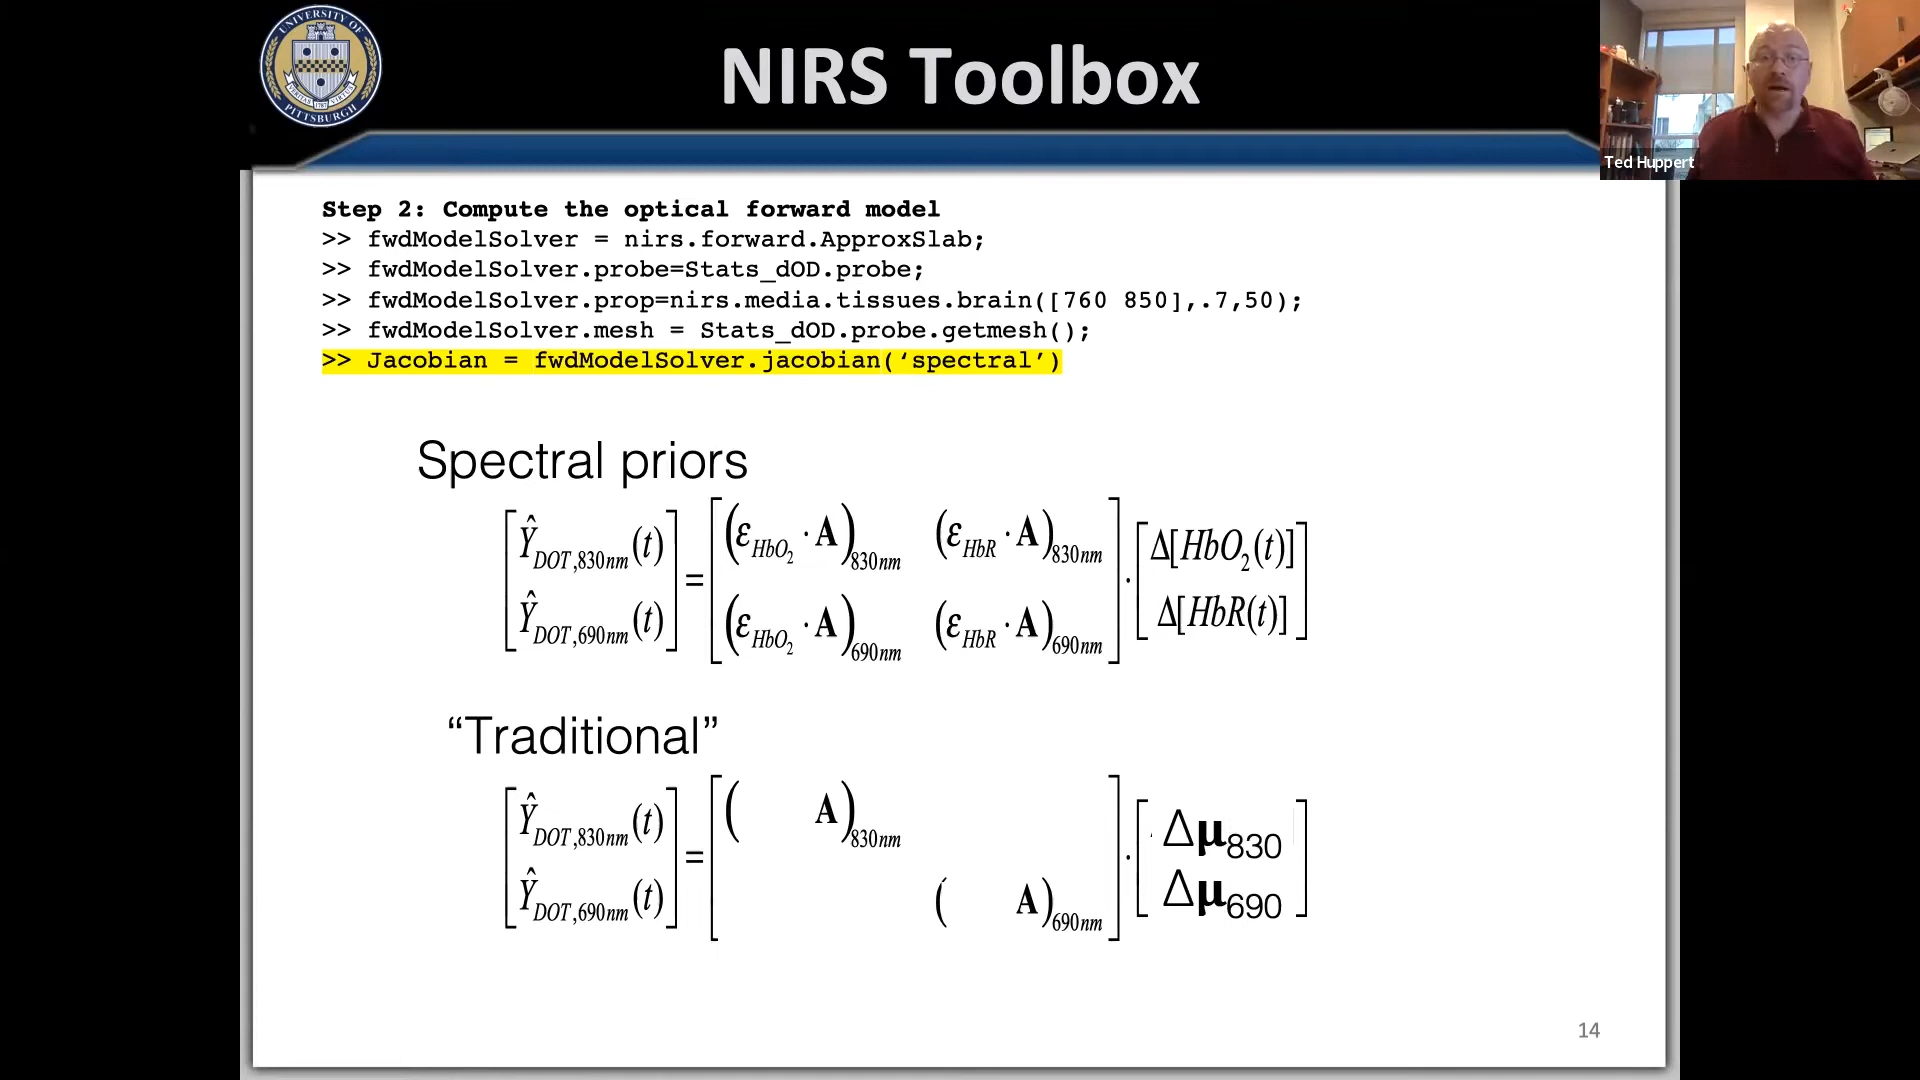 UNIVERSITY OF PITTSBURGH
NIRS Toolbox
Ted Huppert
Step 2: Compute the optical forward model
>> fwdModelSolver = nirs.forward.ApproxSlab;
>> fwdModelSolver.probe=Stats_dOD.probe;
>> fwdModelSolver.prop=nirs.media.tissues.brain([760 850],.7,50);
>> fwdModelSolver.mesh = Stats_dOD.probe.getmesh();
>> Jacobian = fwdModelSolver.jacobian(‘spectral’)
Spectral priors
[Ŷ_DOT,830nm(t)] = [(ε_HbO₂ · A)_830nm (ε_HbR · A)_830nm] · [Δ[HbO₂(t)]]
[Ŷ_DOT,690nm(t)] [(ε_HbO₂ · A)_690nm (ε_HbR · A)_690nm] [Δ[HbR(t)]]
“Traditional”
[Ŷ_DOT,830nm(t)] = [( A)_830nm ] · [Δμ_830]
[Ŷ_DOT,690nm(t)] [ ( A)_690nm] [Δμ_690]
14